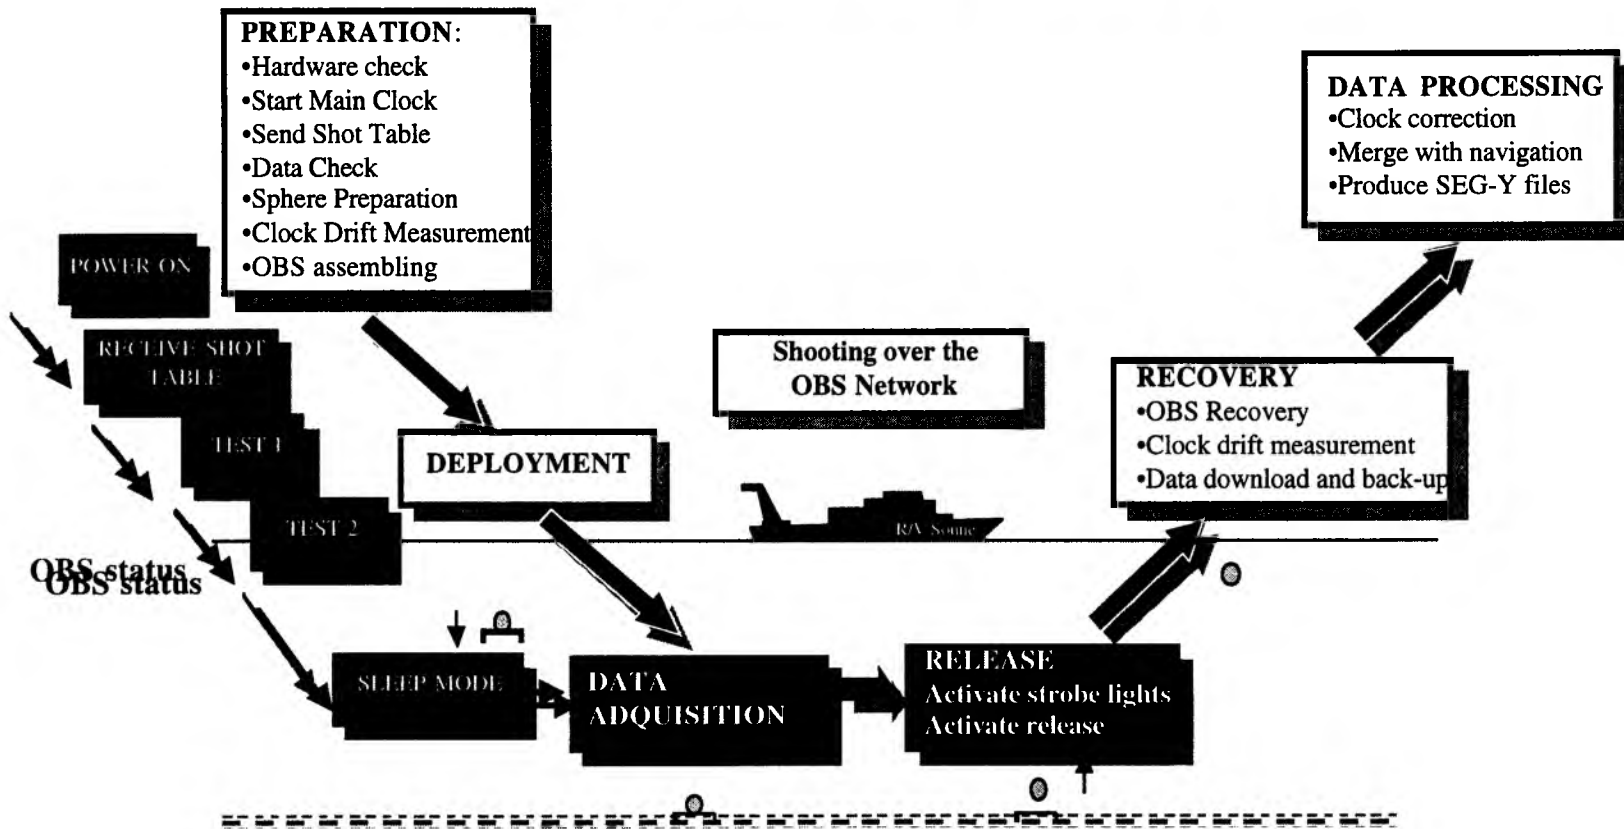 PREPARATION:
•Hardware check
•Start Main Clock
•Send Shot Table
•Data Check
•Sphere Preparation
•Clock Drift Measurement
•OBS assembling
DATA PROCESSING
•Clock correction
•Merge with navigation
•Produce SEG-Y files
POWER ON
RECEIVE SHOT
TABLE
TEST 1
TEST 2
OBS status
OBS status
DEPLOYMENT
Shooting over the
OBS Network
R/V Sonne
RECOVERY
•OBS Recovery
•Clock drift measurement
•Data download and back-up
SLEEP MODE
DATA
ADQUISITION
RELEASE
Activate strobe lights
Activate release